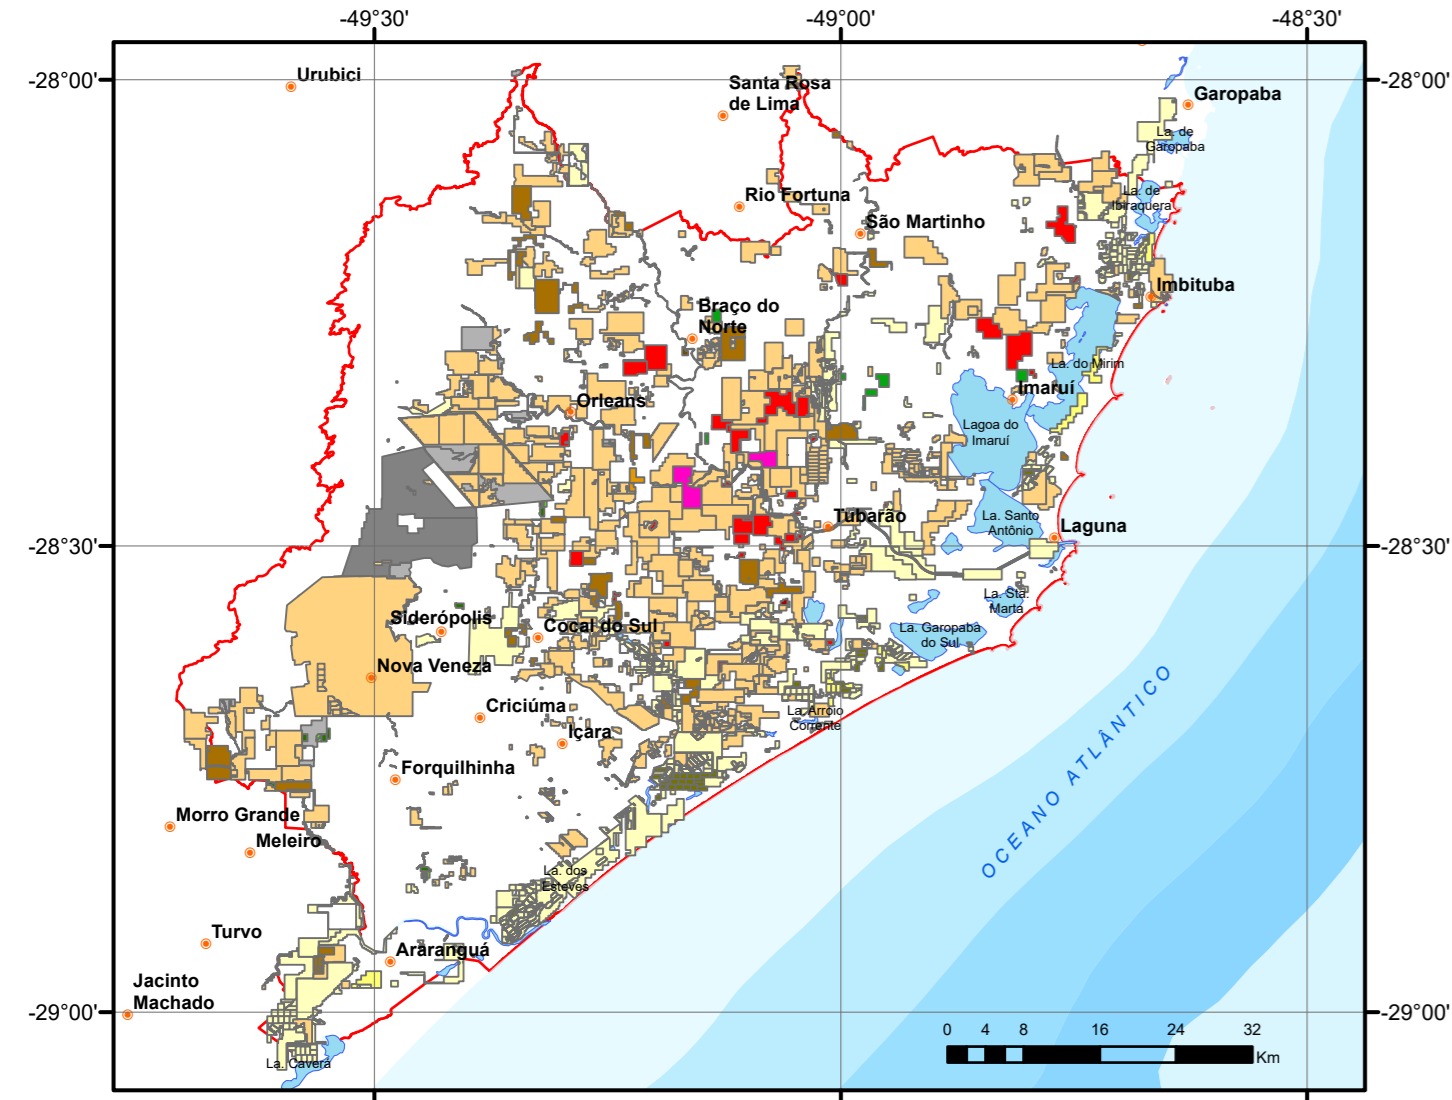 -49°30'
-49°00'
-48°30'
-28°00'
-28°00'
Urubici
Santa Rosa
de Lima
Garopaba
La. de
Garopaba
Rio Fortuna
La. de
Ibiraquera
São Martinho
Imbituba
Braço do
Norte
La. do Mirim
Imaruí
Orleans
Lagoa do
Imaruí
Tubarão
La. Santo
Antônio
Laguna
-28°30'
-28°30'
La. Sta.
Marta
Siderópolis
Cocal do Sul
La. Garopaba
do Sul
Nova Veneza
Criciúma
La. Arroio
Corrente
Içara
Forquilhinha
OCEANO ATLÂNTICO
Morro Grande
Meleiro
La. dos
Esteves
Turvo
Araranguá
Jacinto
Machado
-29°00'
-29°00'
0 4 8 16 24 32
Km
La. Caverá